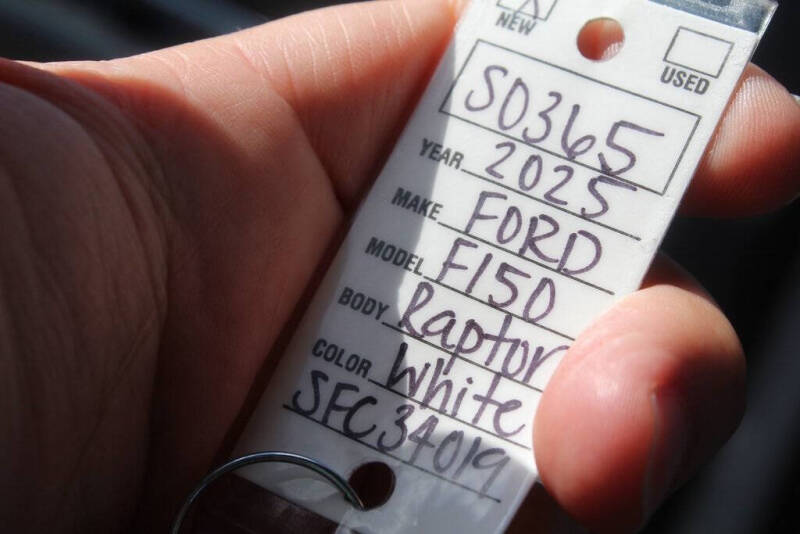 NEW USED
S0365
YEAR 2025
MAKE FORD
MODEL F150
BODY Raptor
COLOR White
SFC34019